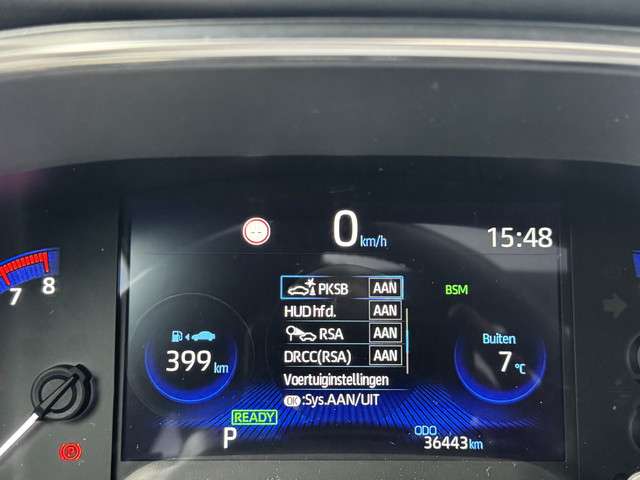 0 km/h
15:48
7 8
PKSB AAN
BSM
HUD hfd. AAN
RSA AAN
DRCC(RSA) AAN
Voertuiginstellingen
OK :Sys.AAN/UIT
399 km
Buiten
7 °C
READY
P
ODO
36443 km